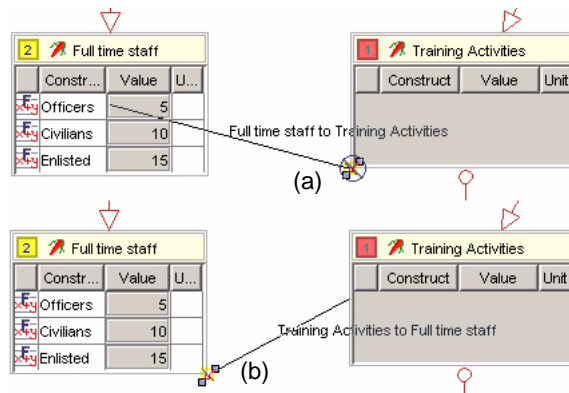 2 Full time staff
Constr... Value U...
Officers 5
Civilians 10
Enlisted 15
1 Training Activities
Construct Value Unit
Full time staff to Training Activities
(a)
2 Full time staff
Constr... Value U...
Officers 5
Civilians 10
Enlisted 15
1 Training Activities
Construct Value Unit
Training Activities to Full time staff
(b)